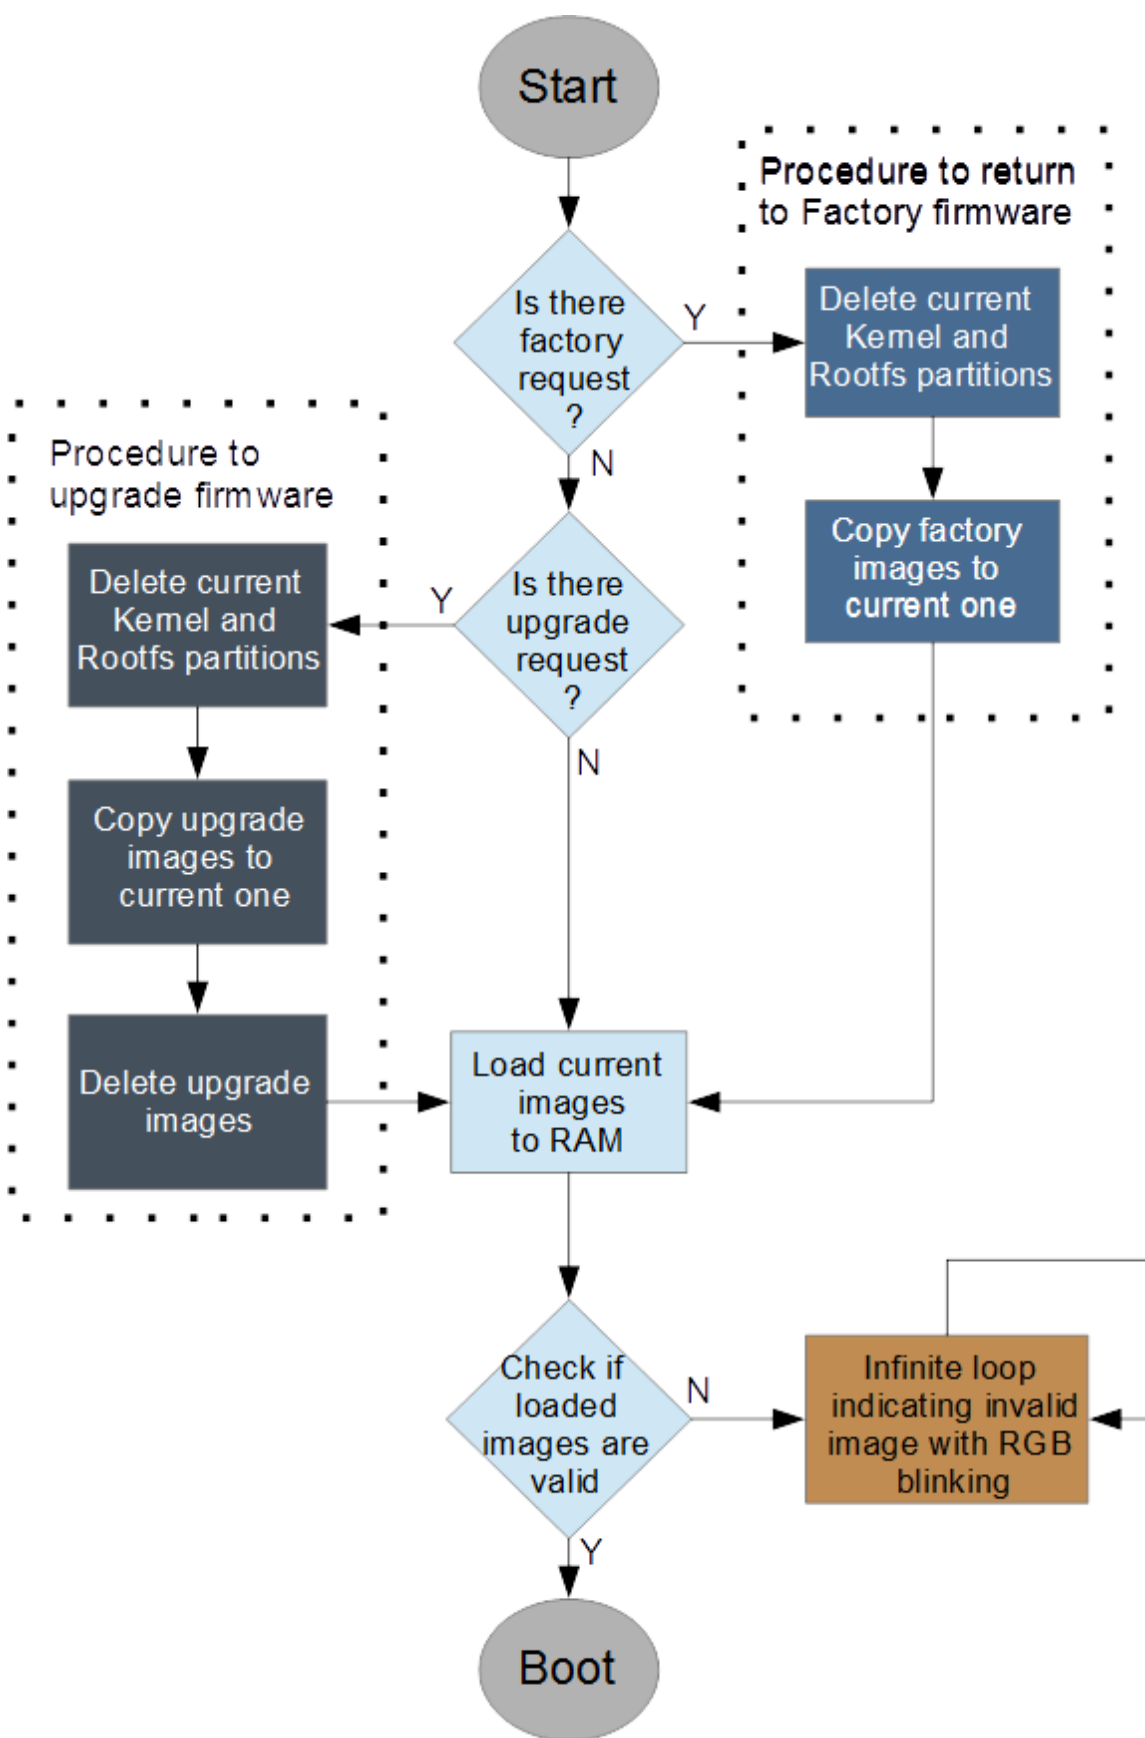 Start
Procedure to return
to Factory firmware
Is there
factory
request
?
Y
Delete current
Kernel and
Rootfs partitions
N
Procedure to
upgrade firmware
Copy factory
images to
current one
Is there
upgrade
request
?
Y
Delete current
Kernel and
Rootfs partitions
N
Copy upgrade
images to
current one
Delete upgrade
images
Load current
images
to RAM
Check if
loaded
images are
valid
N
Infinite loop
indicating invalid
image with RGB
blinking
Y
Boot